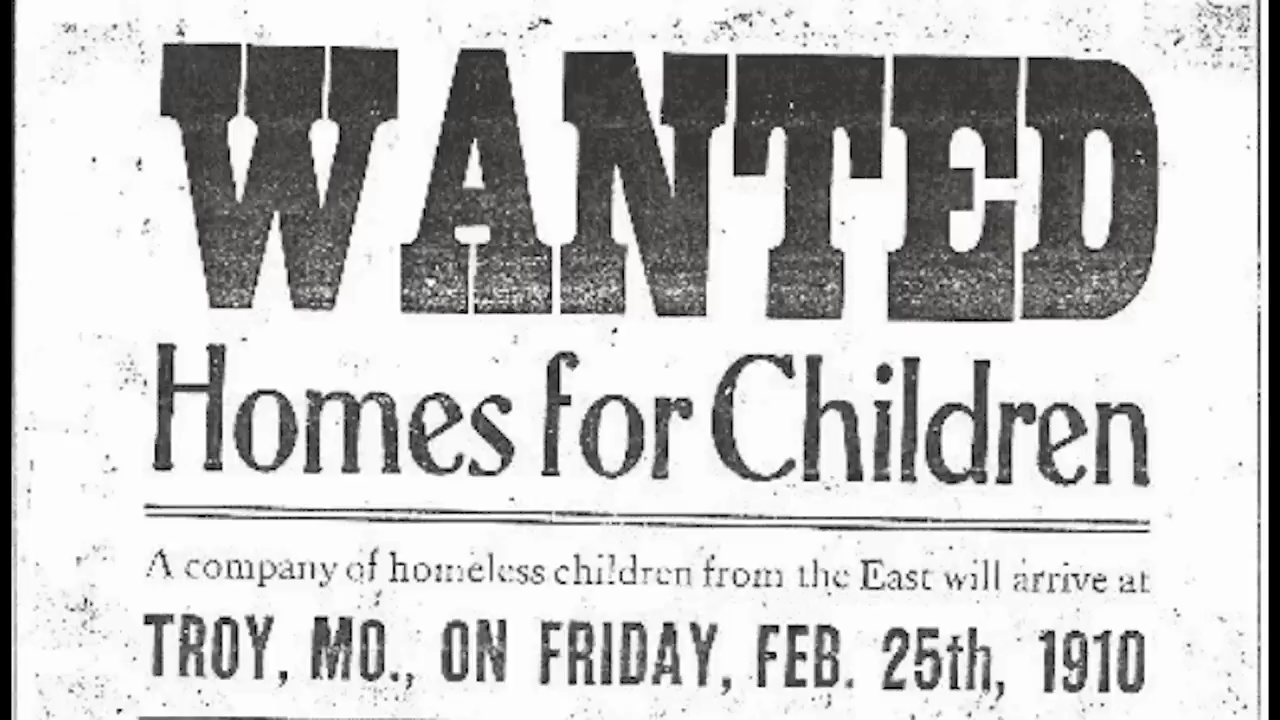 WANTED
Homes for Children
A company of homeless children from the East will arrive at
TROY, MO., ON FRIDAY, FEB. 25th, 1910